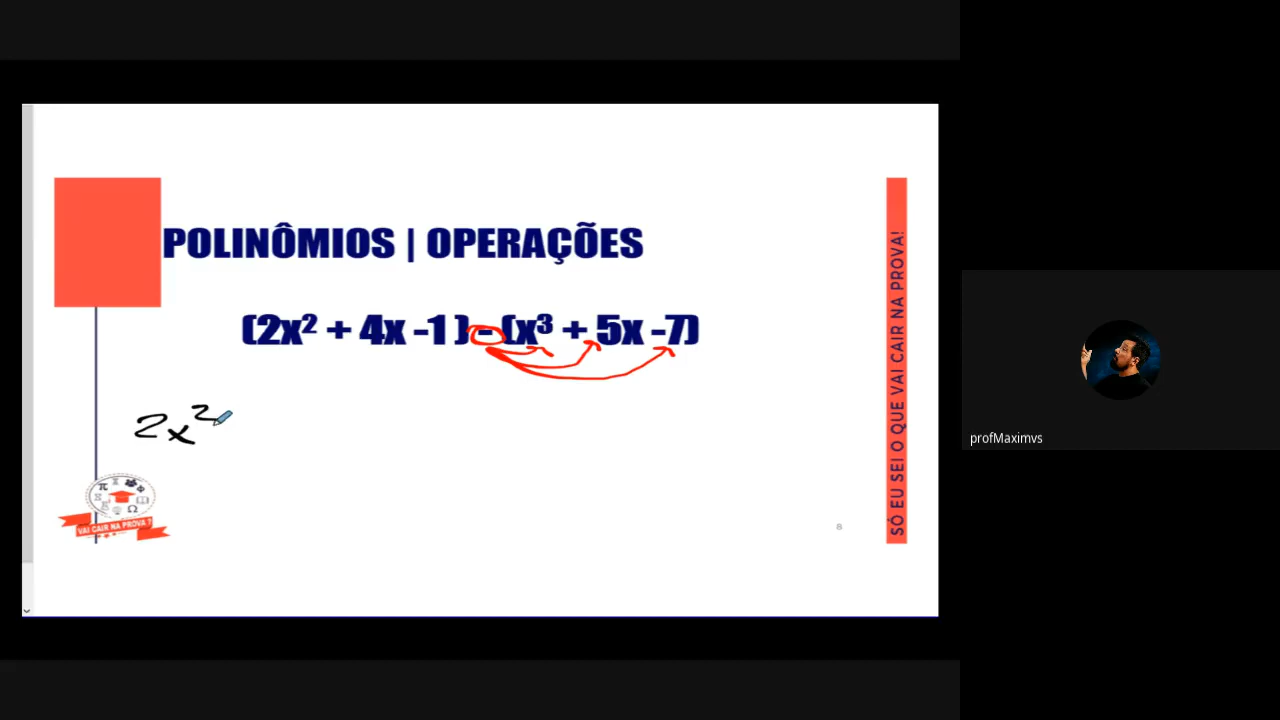 POLINÔMIOS | OPERAÇÕES
(2x² + 4x -1 ) - (x³ + 5x -7)
2x²
VAI CAIR NA PROVA ?
8
SÓ EU SEI O QUE VAI CAIR NA PROVA!
profMaximvs